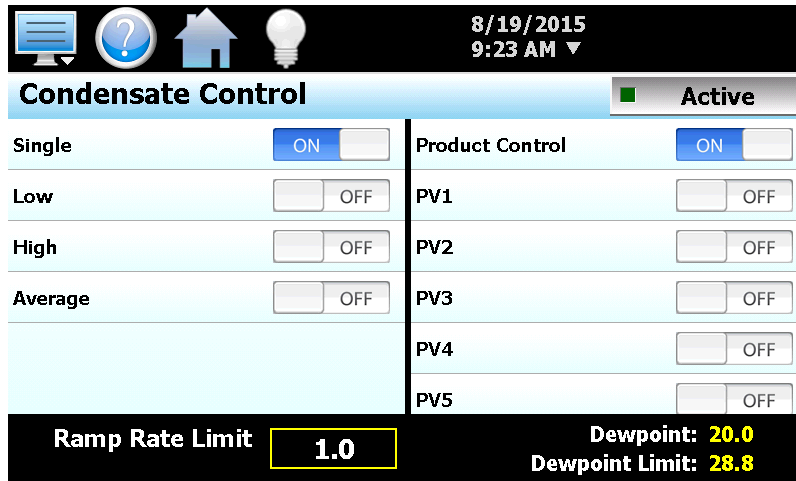 8/19/2015
9:23 AM ▼
Condensate Control
Active
Single ON
Low OFF
High OFF
Average OFF
Product Control ON
PV1 OFF
PV2 OFF
PV3 OFF
PV4 OFF
PV5 OFF
Ramp Rate Limit 1.0
Dewpoint: 20.0
Dewpoint Limit: 28.8